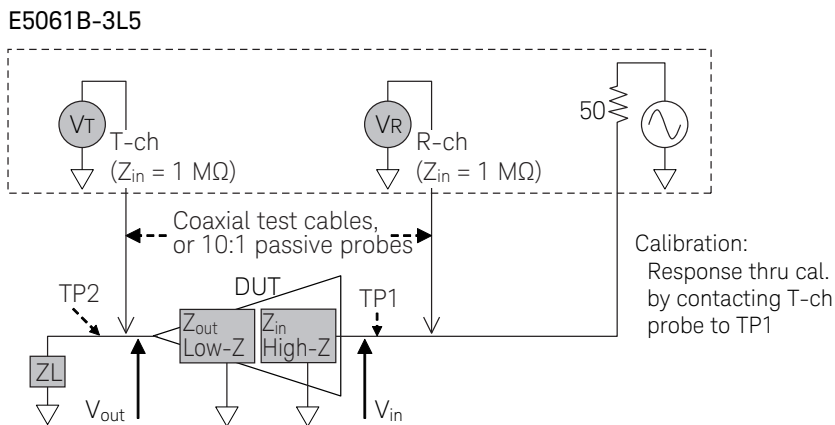 E5061B-3L5
50
VT
VR
T-ch
(Zin = 1 MΩ)
R-ch
(Zin = 1 MΩ)
Coaxial test cables,
or 10:1 passive probes
Calibration:
Response thru cal.
by contacting T-ch
probe to TP1
TP2
DUT
TP1
Zout
Low-Z
Zin
High-Z
ZL
Vout
Vin